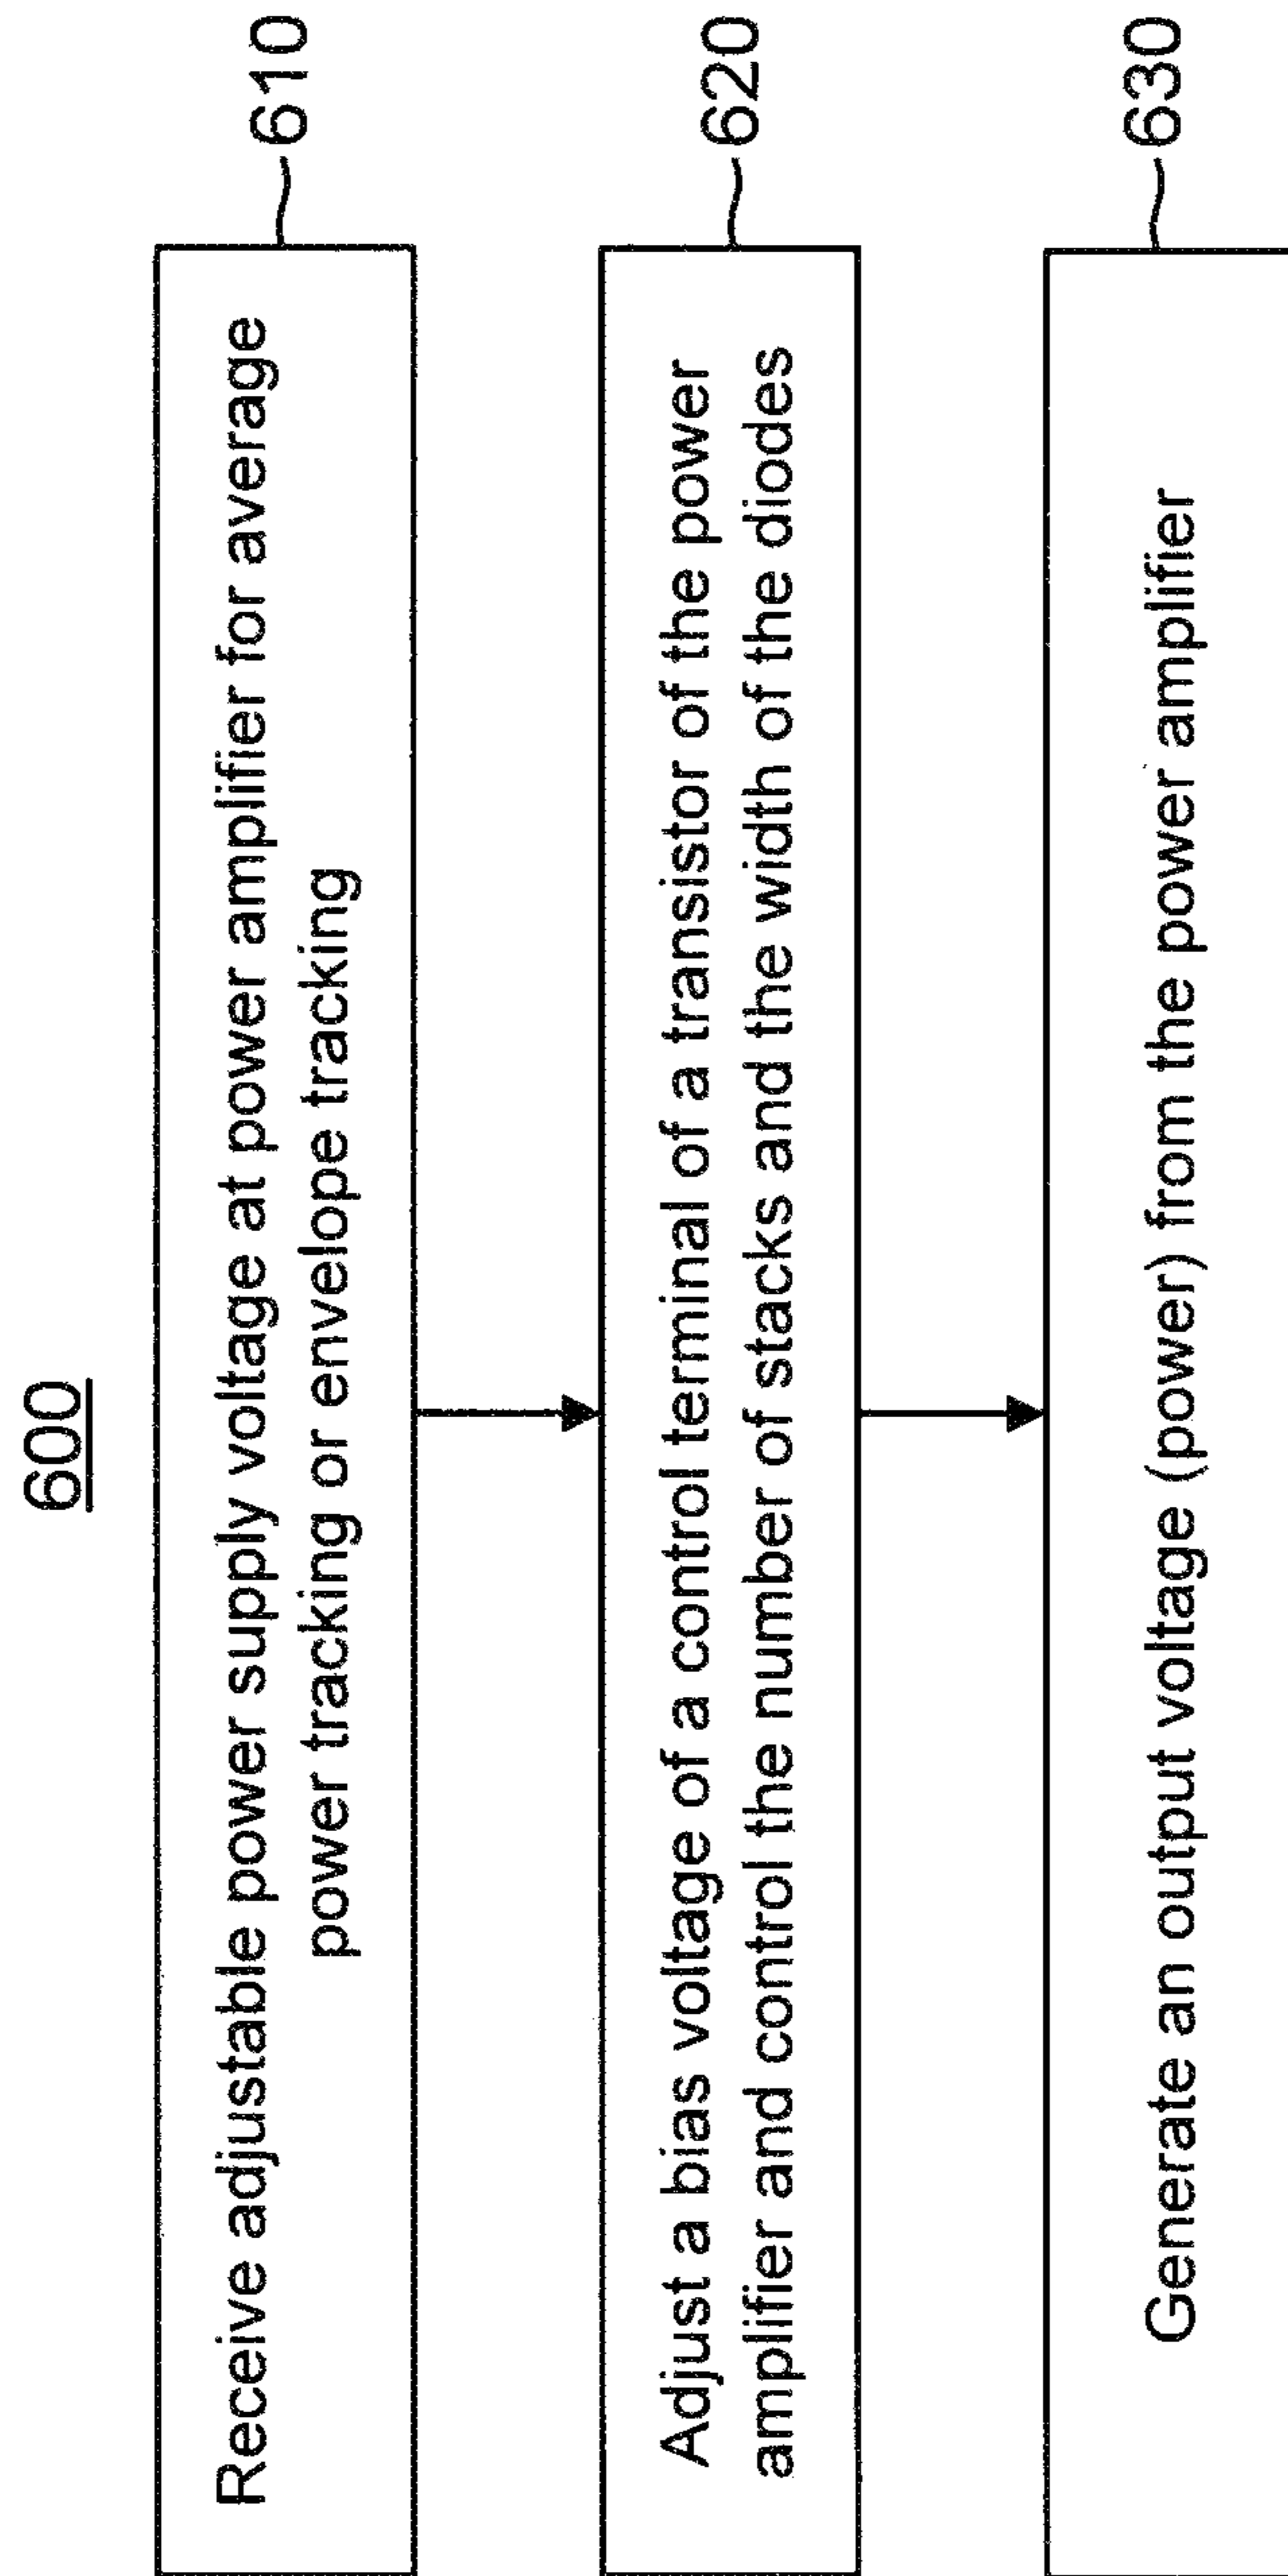 600
Receive adjustable power supply voltage at power amplifier for average
power tracking or envelope tracking
610
Adjust a bias voltage of a control terminal of a transistor of the power
amplifier and control the number of stacks and the width of the diodes
620
Generate an output voltage (power) from the power amplifier
630